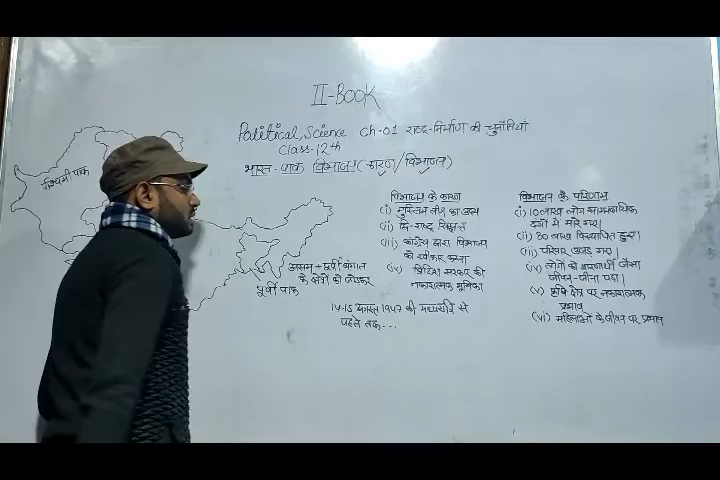 II-BOOK
Political Science ch-01 राष्ट्र-निर्माण की चुनौतियाँ
Class-12th
भारत-पाक विभाजन (कारण/विभाजन)
पश्चिमी पाक
विभाजन के कारण
(i) मुस्लिम लीग का उदय
(ii) द्वि-राष्ट्र सिद्धांत
(iii) कांग्रेस द्वारा विभाजन
को स्वीकार करना
(iv) ब्रिटिश सरकार की
नकारात्मक भूमिका
विभाजन के परिणाम
(i) 10 लाख लोग साम्प्रदायिक
दंगों में मारे गए।
(ii) 80 लाख विस्थापित हुए।
(iii) परिवार उजड़ गए।
(iv) लोगों को शरणार्थी जैसा
जीवन-जीना पड़ा।
(v) कृषि क्षेत्र पर नकारात्मक
प्रभाव
(vi) महिलाओं के जीवन पर प्रभाव
असम + पूर्वी बंगाल
के क्षेत्रों को जोड़कर
पूर्वी पाक
14-15 अगस्त 1947 की मध्यरात्रि से
पहले तक...